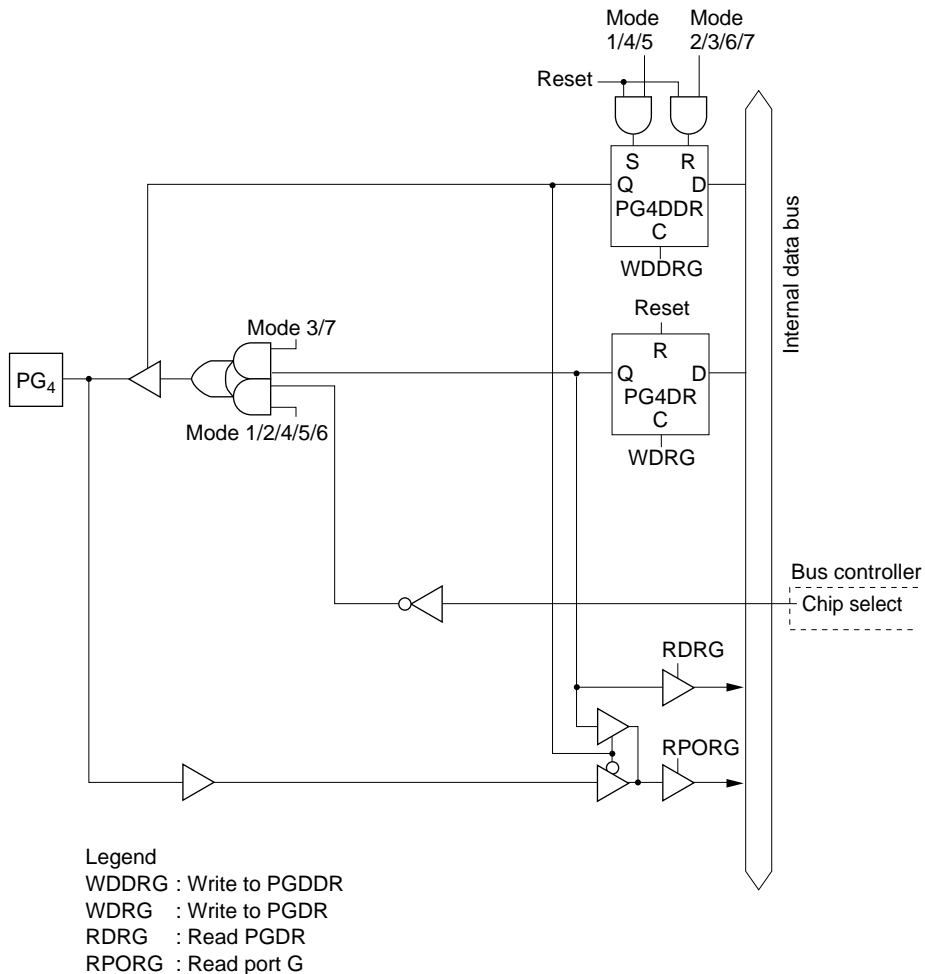 Mode
1/4/5
Mode
2/3/6/7
Reset
S R
Q D
PG4DDR
C
WDDRG
Internal data bus
Reset
Mode 3/7
R
Q D
PG4DR
C
WDRG
PG4
Mode 1/2/4/5/6
Bus controller
Chip select
RDRG
RPORG
Legend
WDDRG : Write to PGDDR
WDRG : Write to PGDR
RDRG : Read PGDR
RPORG : Read port G